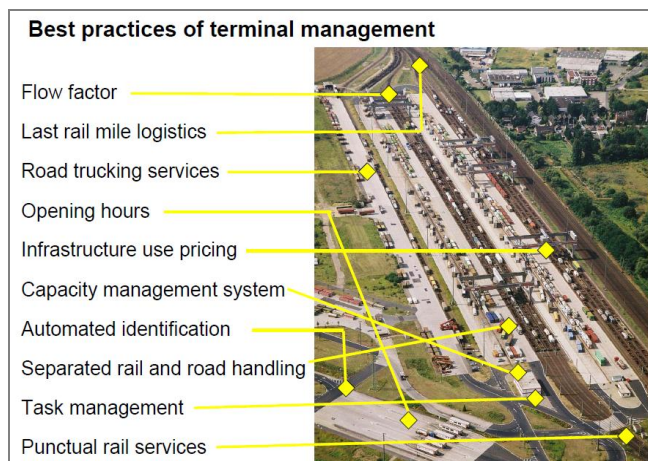 Best practices of terminal management
Flow factor
Last rail mile logistics
Road trucking services
Opening hours
Infrastructure use pricing
Capacity management system
Automated identification
Separated rail and road handling
Task management
Punctual rail services